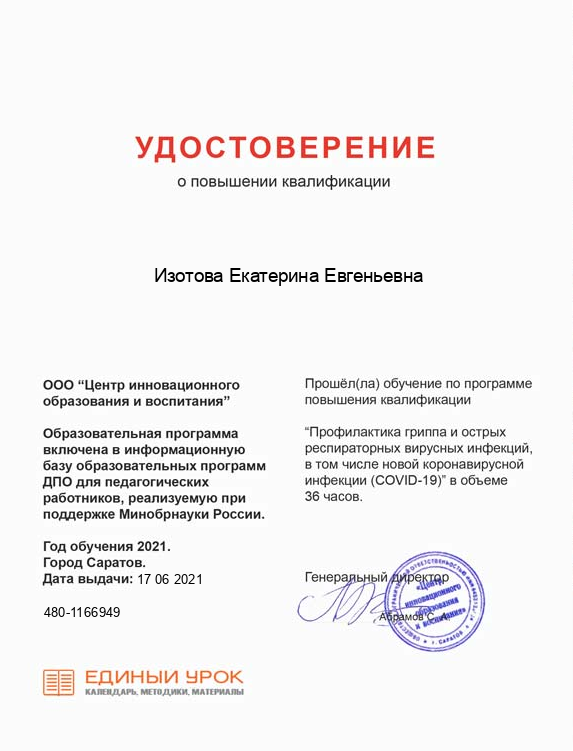 УДОСТОВЕРЕНИЕ
о повышении квалификации
Изотова Екатерина Евгеньевна
ООО “Центр инновационного
образования и воспитания”
Образовательная программа
включена в информационную
базу образовательных программ
ДПО для педагогических
работников, реализуемую при
поддержке Минобрнауки России.
Год обучения 2021.
Город Саратов.
Дата выдачи: 17 06 2021
480-1166949
Прошёл(ла) обучение по программе
повышения квалификации
“Профилактика гриппа и острых
респираторных вирусных инфекций,
в том числе новой коронавирусной
инфекции (COVID-19)” в объеме
36 часов.
Генеральный директор
Абрамов С. А.
«Центр
инновационного
образования
и воспитания»
г. САРАТОВ
ЕДИНЫЙ УРОК
КАЛЕНДАРЬ, МЕТОДИКИ, МАТЕРИАЛЫ